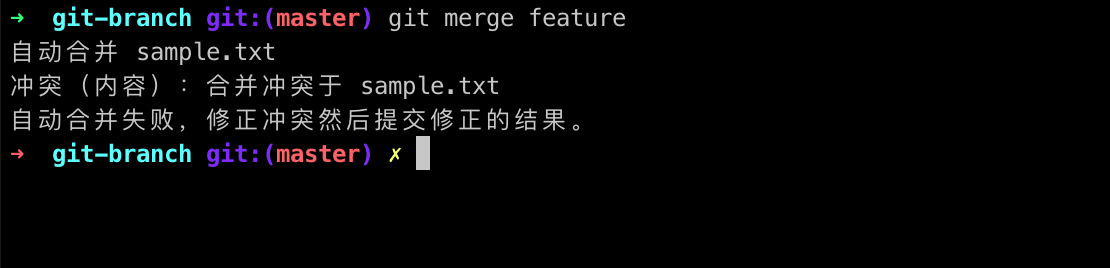 ➜  git-branch git:(master) git merge feature
自动合并 sample.txt
冲突（内容）：合并冲突于 sample.txt
自动合并失败，修正冲突然后提交修正的结果。
➜  git-branch git:(master) ✗